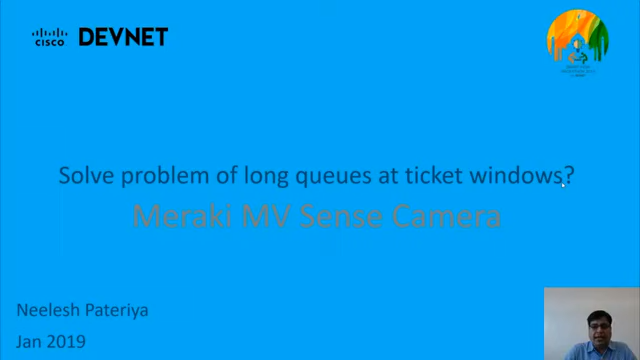 CISCO DEVNET
Solve problem of long queues at ticket windows?
Meraki MV Sense Camera
Neelesh Pateriya
Jan 2019